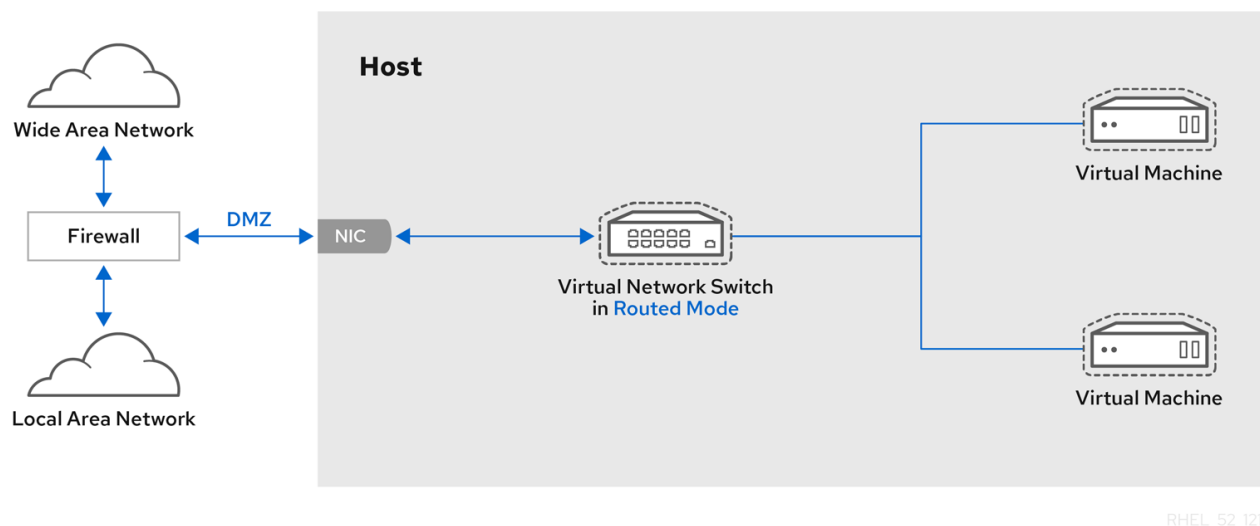 Host
Wide Area Network
Virtual Machine
DMZ
Firewall
NIC
Virtual Network Switch
in Routed Mode
Virtual Machine
Local Area Network
RHEL_52_12